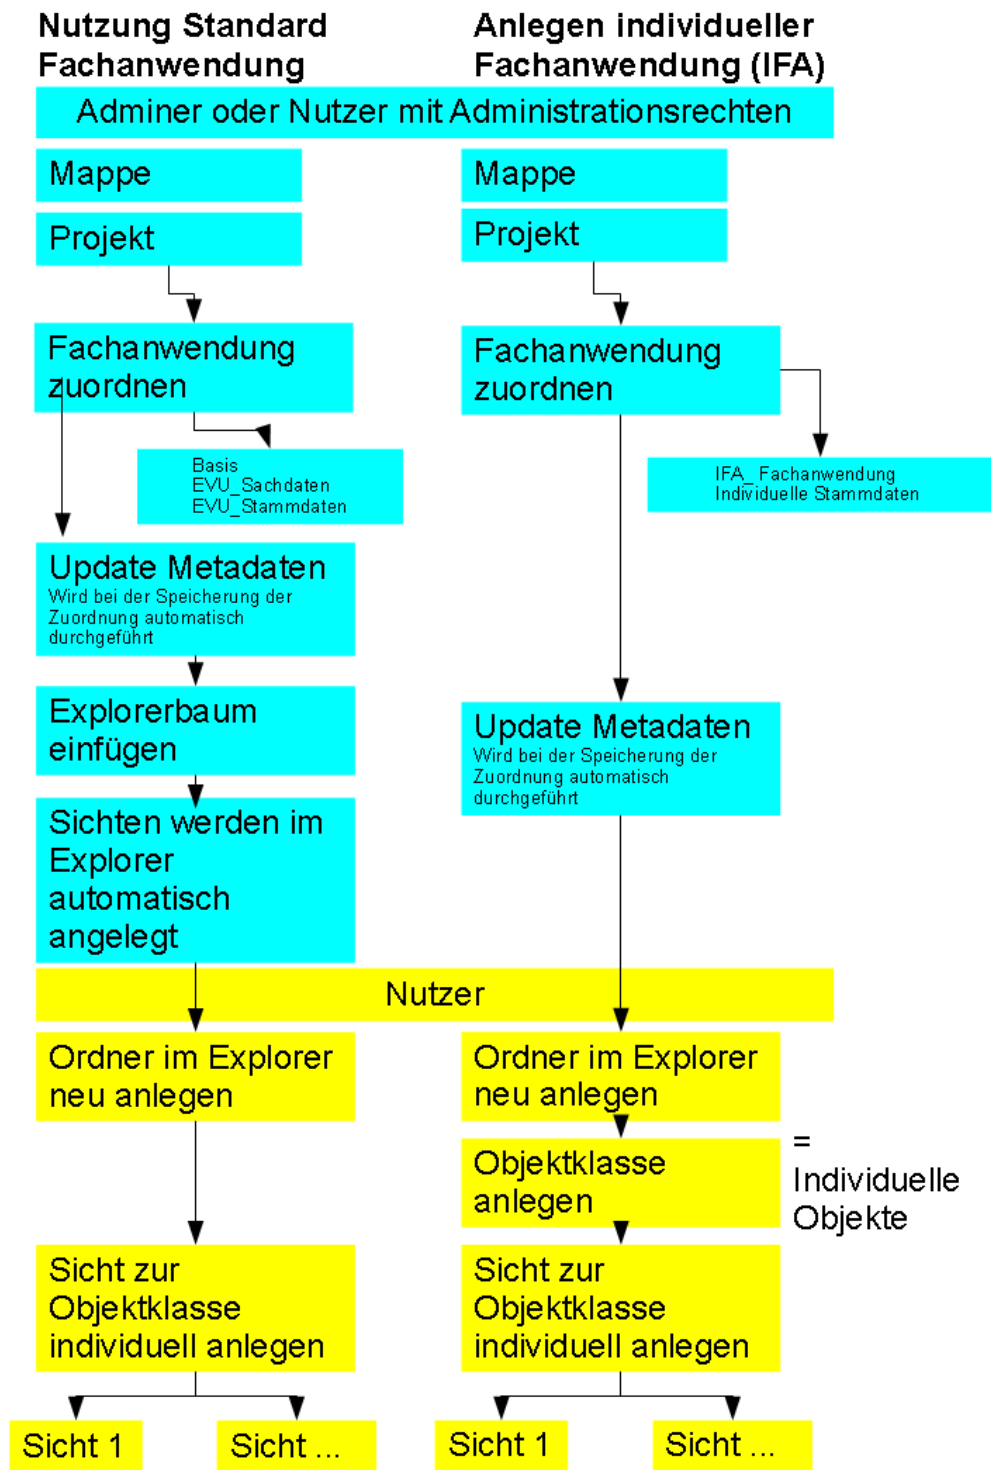 Nutzung Standard
Fachanwendung
Anlegen individueller
Fachanwendung (IFA)
Adminer oder Nutzer mit Administrationsrechten
Mappe
Projekt
Fachanwendung
zuordnen
Basis
EVU_Sachdaten
EVU_Stammdaten
Update Metadaten
Wird bei der Speicherung der
Zuordnung automatisch
durchgeführt
Explorerbaum
einfügen
Sichten werden im
Explorer
automatisch
angelegt
Mappe
Projekt
Fachanwendung
zuordnen
IFA_ Fachanwendung
Individuelle Stammdaten
Update Metadaten
Wird bei der Speicherung der
Zuordnung automatisch
durchgeführt
Nutzer
Ordner im Explorer
neu anlegen
Sicht zur
Objektklasse
individuell anlegen
Sicht 1
Sicht ...
Ordner im Explorer
neu anlegen
Objektklasse
anlegen
=
Individuelle
Objekte
Sicht zur
Objektklasse
individuell anlegen
Sicht 1
Sicht ...